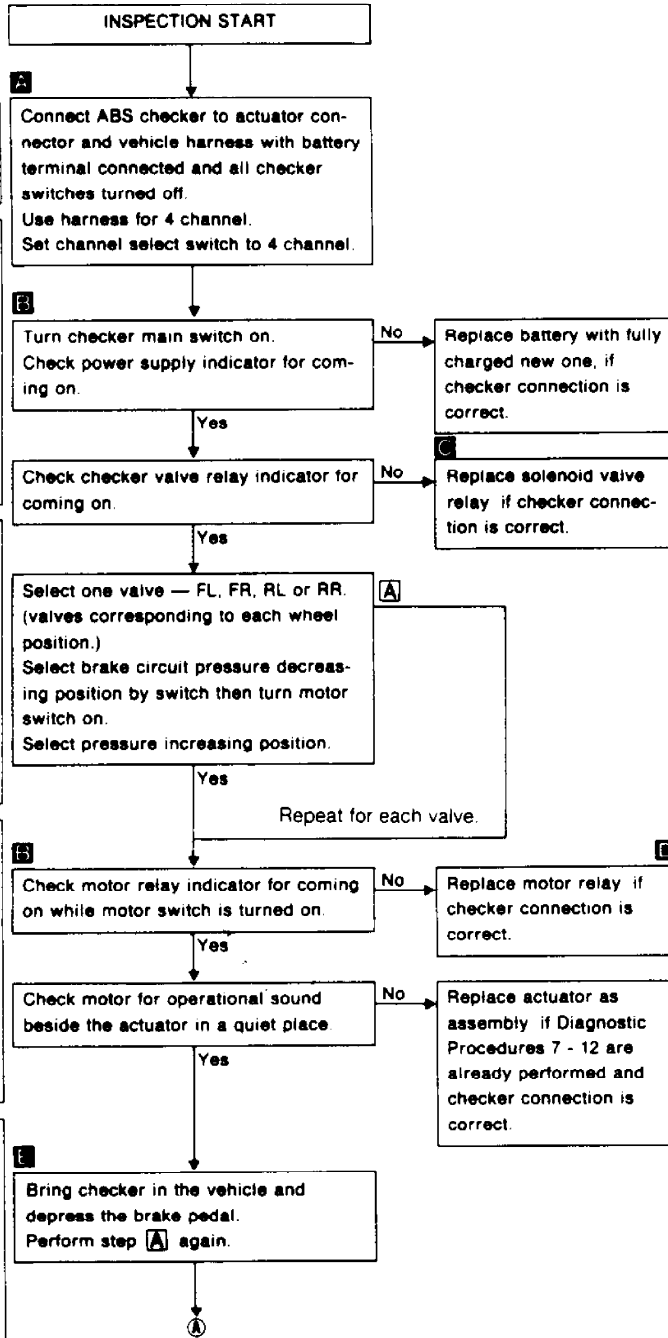 INSPECTION START
A
Connect ABS checker to actuator con-
nector and vehicle harness with battery
terminal connected and all checker
switches turned off.
Use harness for 4 channel.
Set channel select switch to 4 channel.
B
Turn checker main switch on.
Check power supply indicator for com-
ing on.
No
Replace battery with fully
charged new one, if
checker connection is
correct.
Yes
C
Check checker valve relay indicator for
coming on.
No
Replace solenoid valve
relay if checker connec-
tion is correct.
Yes
Select one valve — FL, FR, RL or RR.
(valves corresponding to each wheel
position.)
Select brake circuit pressure decreas-
ing position by switch then turn motor
switch on.
Select pressure increasing position.
A
Yes
Repeat for each valve.
B
Check motor relay indicator for coming
on while motor switch is turned on.
No
Replace motor relay if
checker connection is
correct.
Yes
Check motor for operational sound
beside the actuator in a quiet place.
No
Replace actuator as
assembly if Diagnostic
Procedures 7 - 12 are
already performed and
checker connection is
correct.
Yes
Bring checker in the vehicle and
depress the brake pedal.
Perform step A again.
A